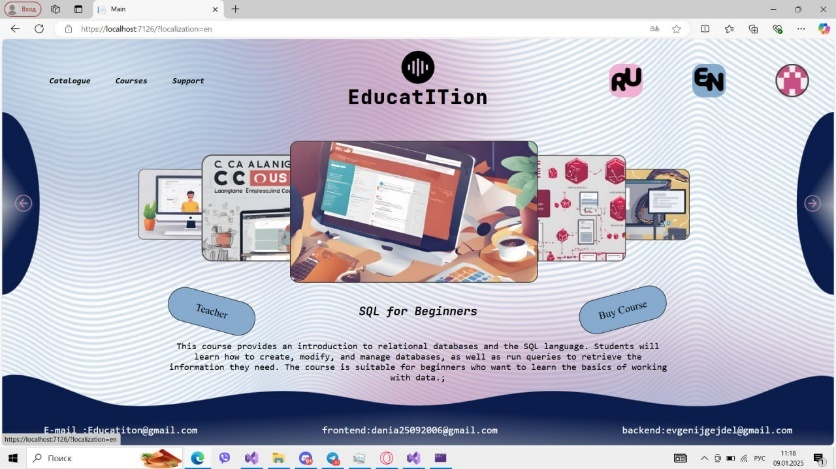 Вход
Main
https://localhost:7126/?localization=en
Catalogue
Courses
Support
EducatITion
RU
EN
C CA ALANIG
CC OUS
Teacher
SQL for Beginners
Buy Course
This course provides an introduction to relational databases and the SQL language. Students will
learn how to create, modify, and manage databases, as well as run queries to retrieve the
information they need. The course is suitable for beginners who want to learn the basics of working
with data.;
E-mail :Educatiton@gmail.com
frontend:dania25092006@gmail.com
backend:evgenijgejdel@gmail.com
https://localhost:7126/?localization=en
Поиск
РУС
11:18
09.01.2025